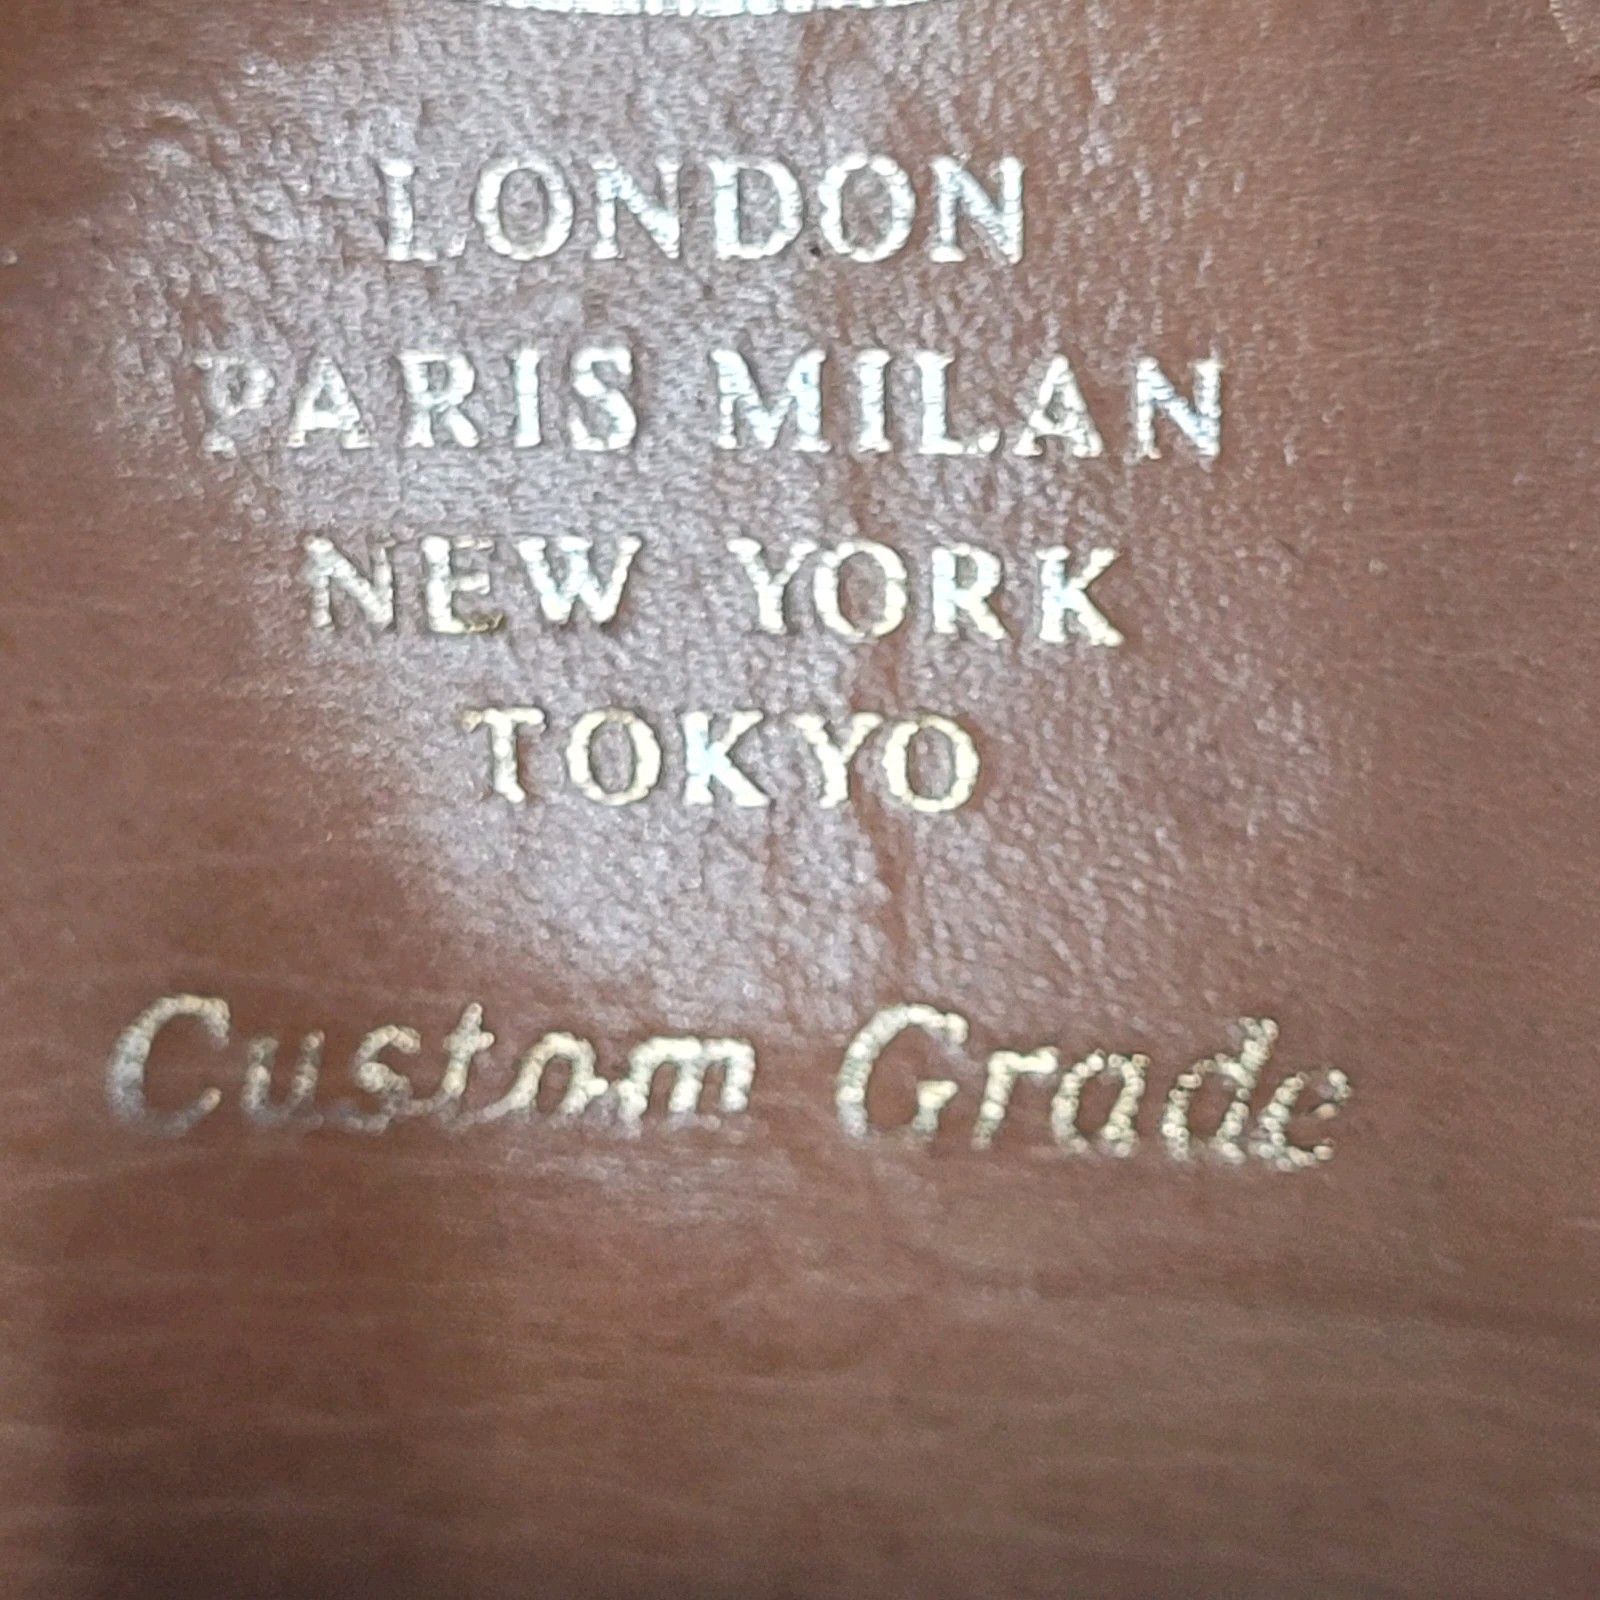 LONDON
PARIS MILAN
NEW YORK
TOKYO
Custom Grade